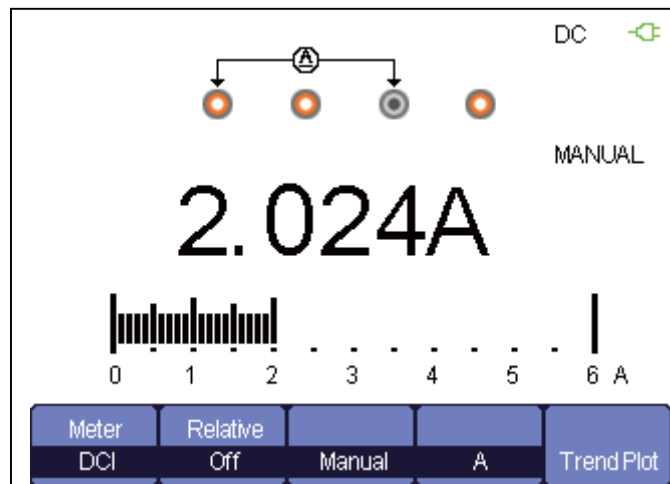 DC
A
MANUAL
2.024A
0 1 2 3 4 5 6 A
Meter Relative
DCI Off Manual A Trend Plot